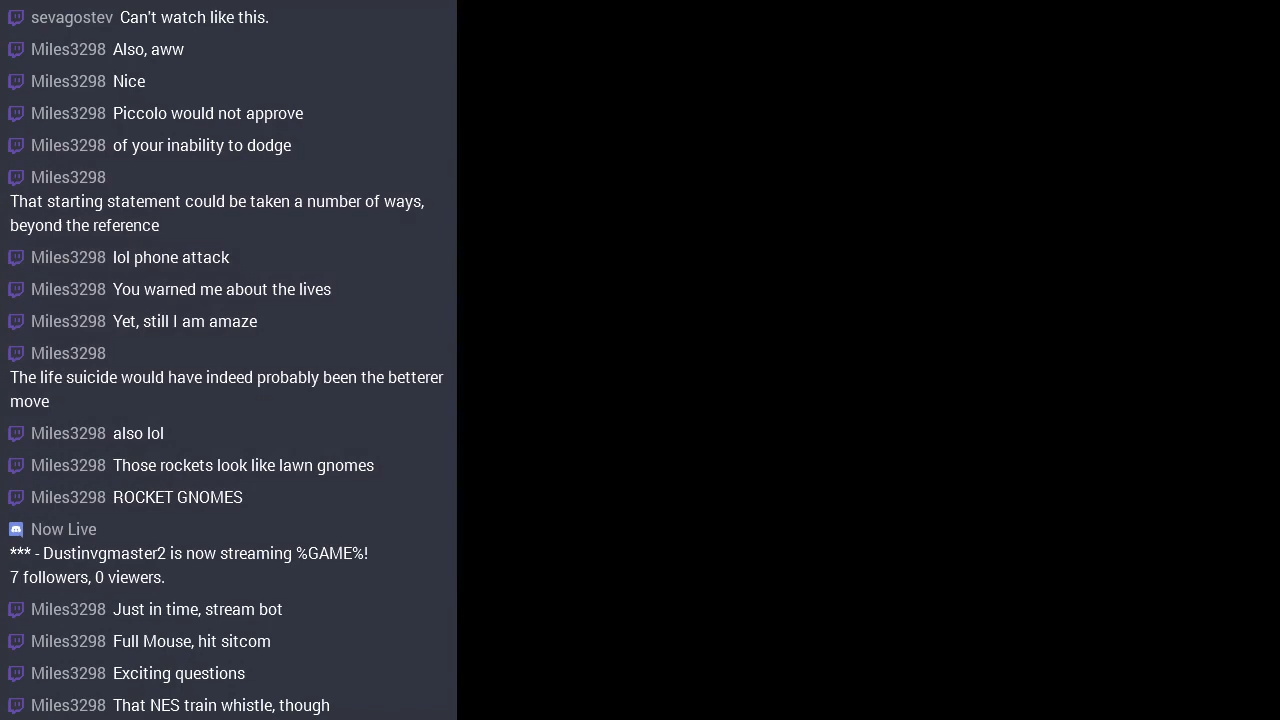 sevagostev Can't watch like this.
Miles3298 Also, aww
Miles3298 Nice
Miles3298 Piccolo would not approve
Miles3298 of your inability to dodge
Miles3298
That starting statement could be taken a number of ways,
beyond the reference
Miles3298 lol phone attack
Miles3298 You warned me about the lives
Miles3298 Yet, still I am amaze
Miles3298
The life suicide would have indeed probably been the betterer
move
Miles3298 also lol
Miles3298 Those rockets look like lawn gnomes
Miles3298 ROCKET GNOMES
Now Live
*** - Dustinvgmaster2 is now streaming %GAME%!
7 followers, 0 viewers.
Miles3298 Just in time, stream bot
Miles3298 Full Mouse, hit sitcom
Miles3298 Exciting questions
Miles3298 That NES train whistle, though